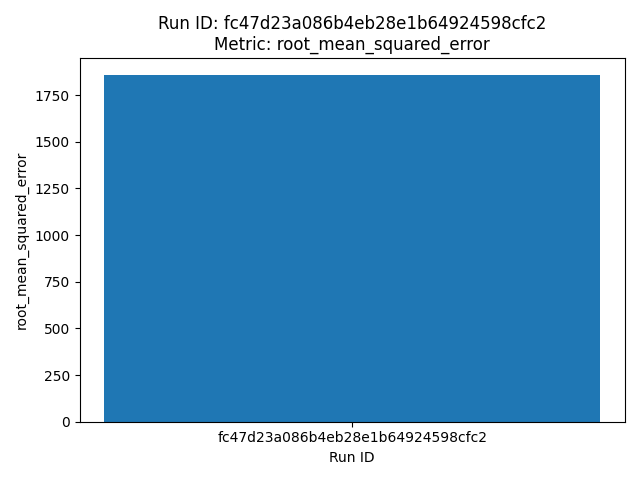 Run ID: fc47d23a086b4eb28e1b64924598cfc2
Metric: root_mean_squared_error
root_mean_squared_error
1750
1500
1250
1000
750
500
250
0
fc47d23a086b4eb28e1b64924598cfc2
Run ID